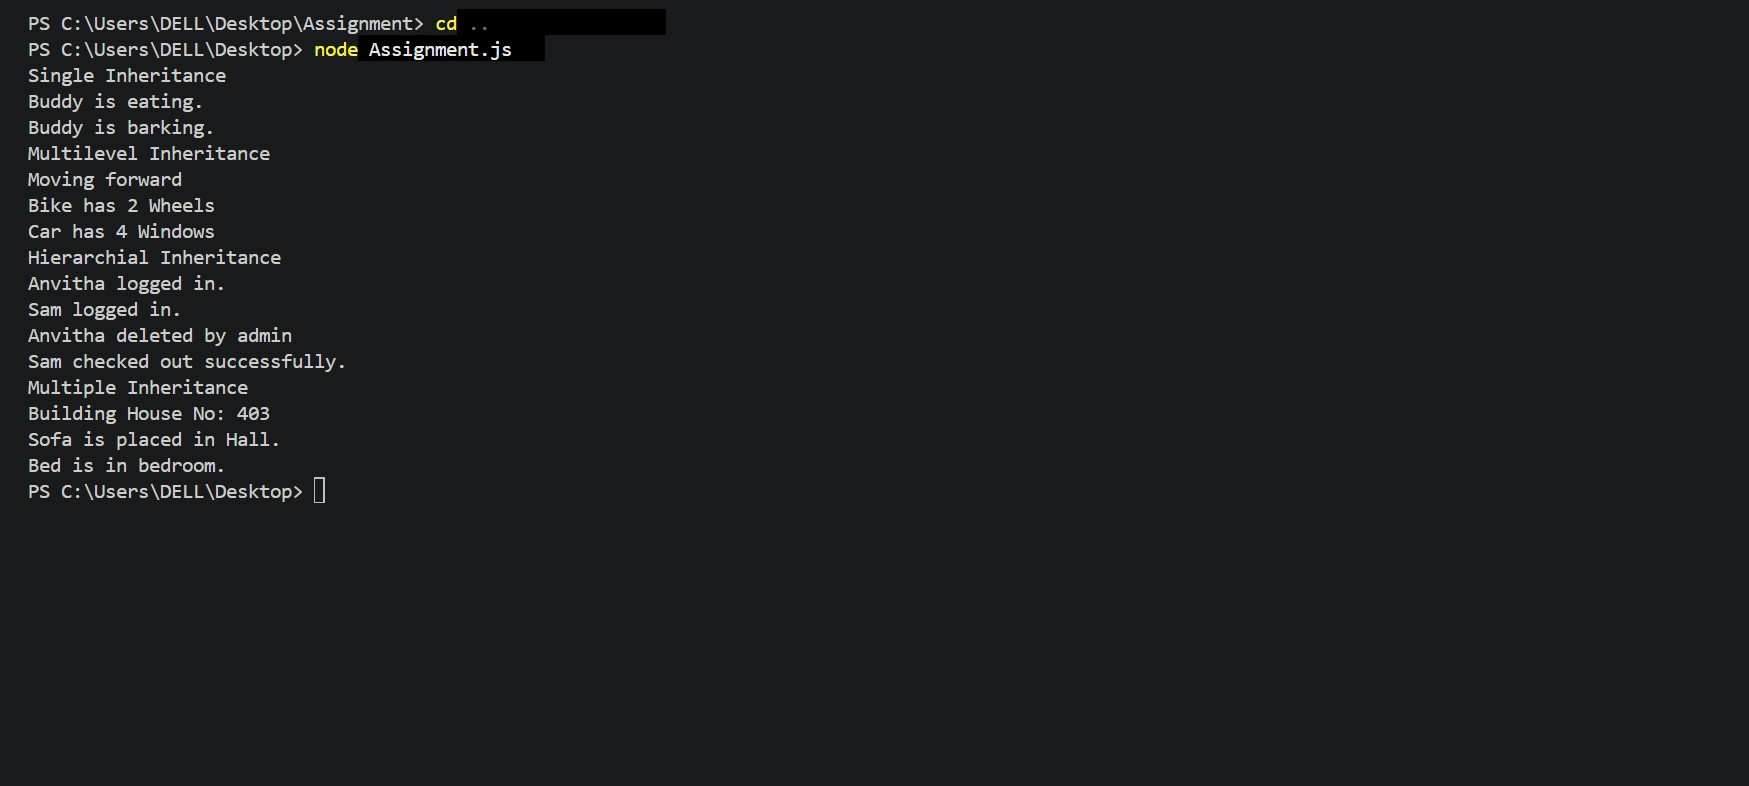 PS C:\Users\DELL\Desktop\Assignment> cd ..
PS C:\Users\DELL\Desktop> node Assignment.js
Single Inheritance
Buddy is eating.
Buddy is barking.
Multilevel Inheritance
Moving forward
Bike has 2 Wheels
Car has 4 Windows
Hierarchial Inheritance
Anvitha logged in.
Sam logged in.
Anvitha deleted by admin
Sam checked out successfully.
Multiple Inheritance
Building House No: 403
Sofa is placed in Hall.
Bed is in bedroom.
PS C:\Users\DELL\Desktop>